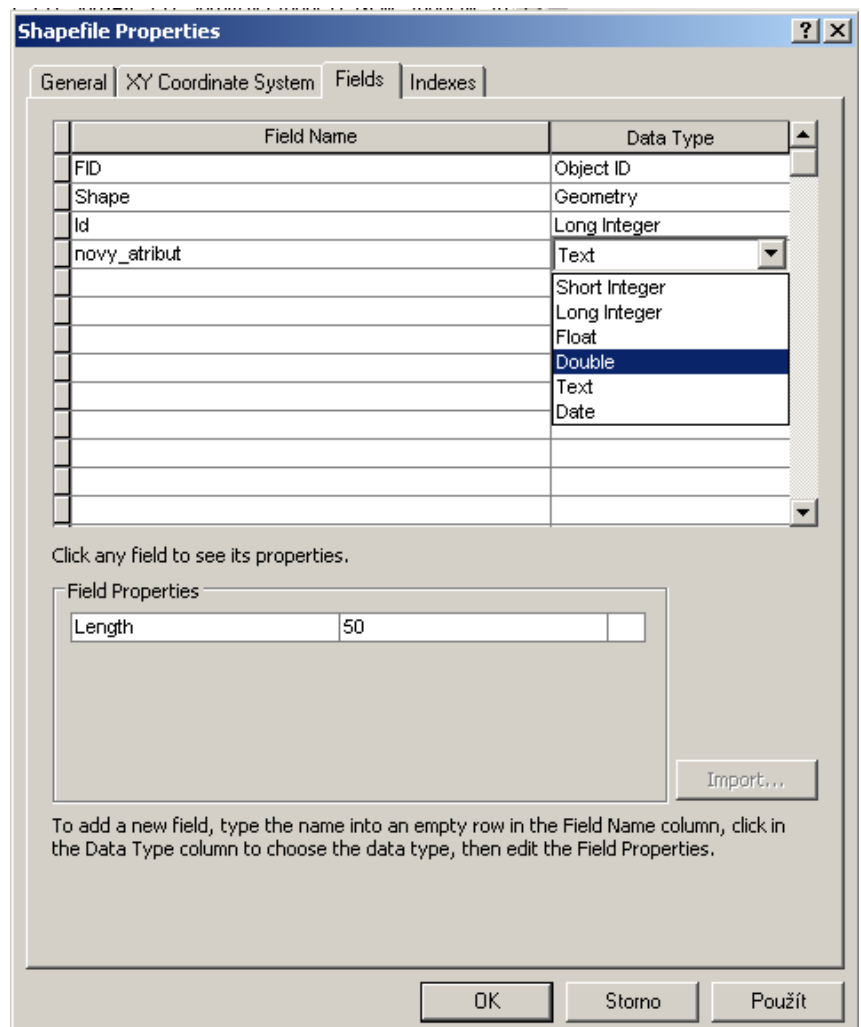 Shapefile Properties
General XY Coordinate System Fields Indexes
Field Name Data Type
FID Object ID
Shape Geometry
Id Long Integer
novy_atribut Text
Short Integer
Long Integer
Float
Double
Text
Date
Click any field to see its properties.
Field Properties
Length 50
Import...
To add a new field, type the name into an empty row in the Field Name column, click in
the Data Type column to choose the data type, then edit the Field Properties.
OK Storno Použít